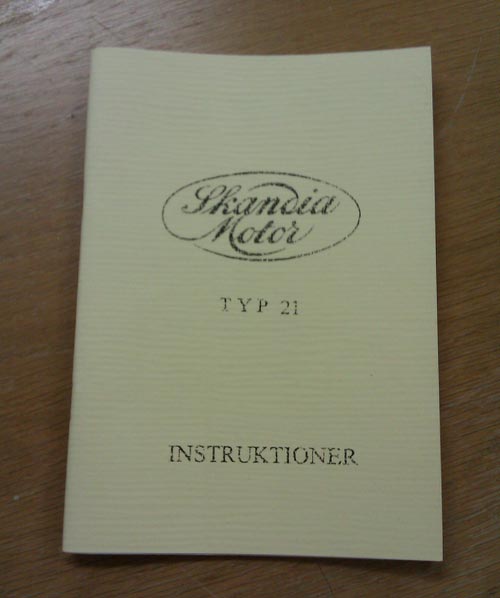 Skandia
Motor
TYP 21
INSTRUKTIONER